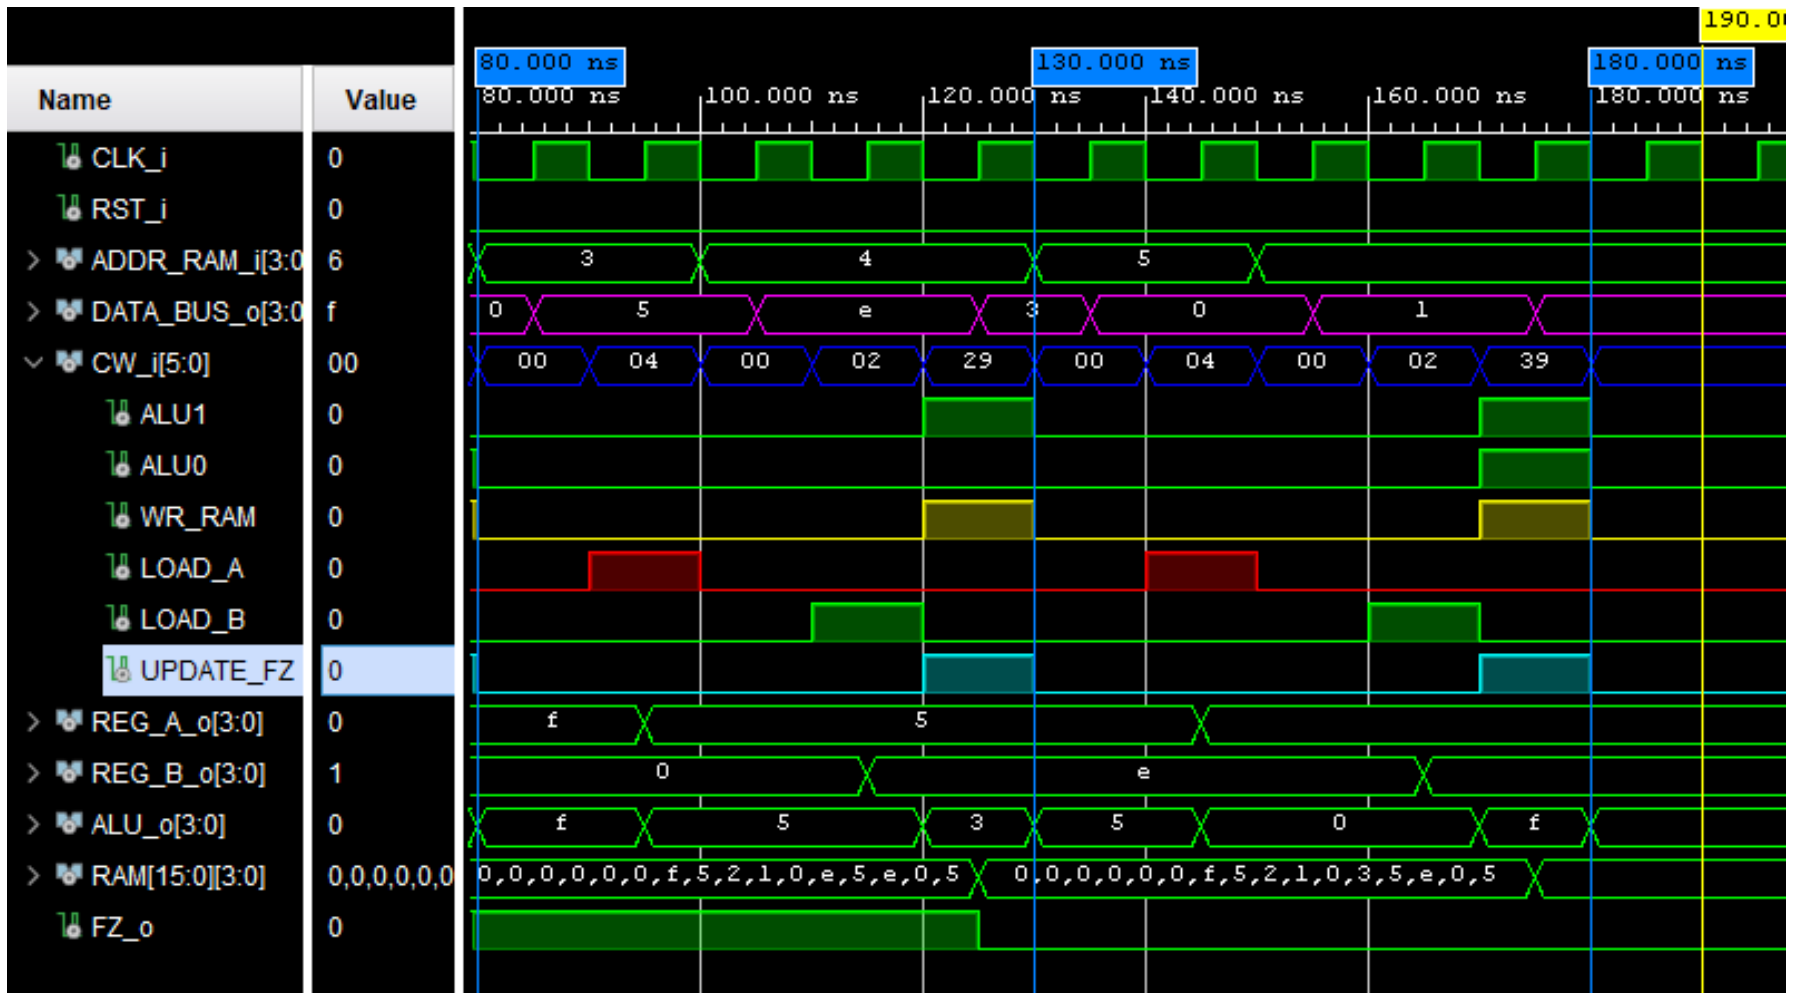 190.0
80.000 ns 130.000 ns 180.000 ns
Name Value 80.000 ns 100.000 ns 120.000 ns 140.000 ns 160.000 ns 180.000 ns
CLK_i 0
RST_i 0
ADDR_RAM_i[3:0 6 3 4 5
DATA_BUS_o[3:0 f 0 5 e 3 0 1
CW_i[5:0] 00 00 04 00 02 29 00 04 00 02 39
ALU1 0
ALU0 0
WR_RAM 0
LOAD_A 0
LOAD_B 0
UPDATE_FZ 0
REG_A_o[3:0] 0 f 5
REG_B_o[3:0] 1 0 e
ALU_o[3:0] 0 f 5 3 5 0 f
RAM[15:0][3:0] 0,0,0,0,0,0 0,0,0,0,0,0,f,5,2,1,0,e,5,e,0,5 0,0,0,0,0,0,f,5,2,1,0,3,5,e,0,5
FZ_o 0